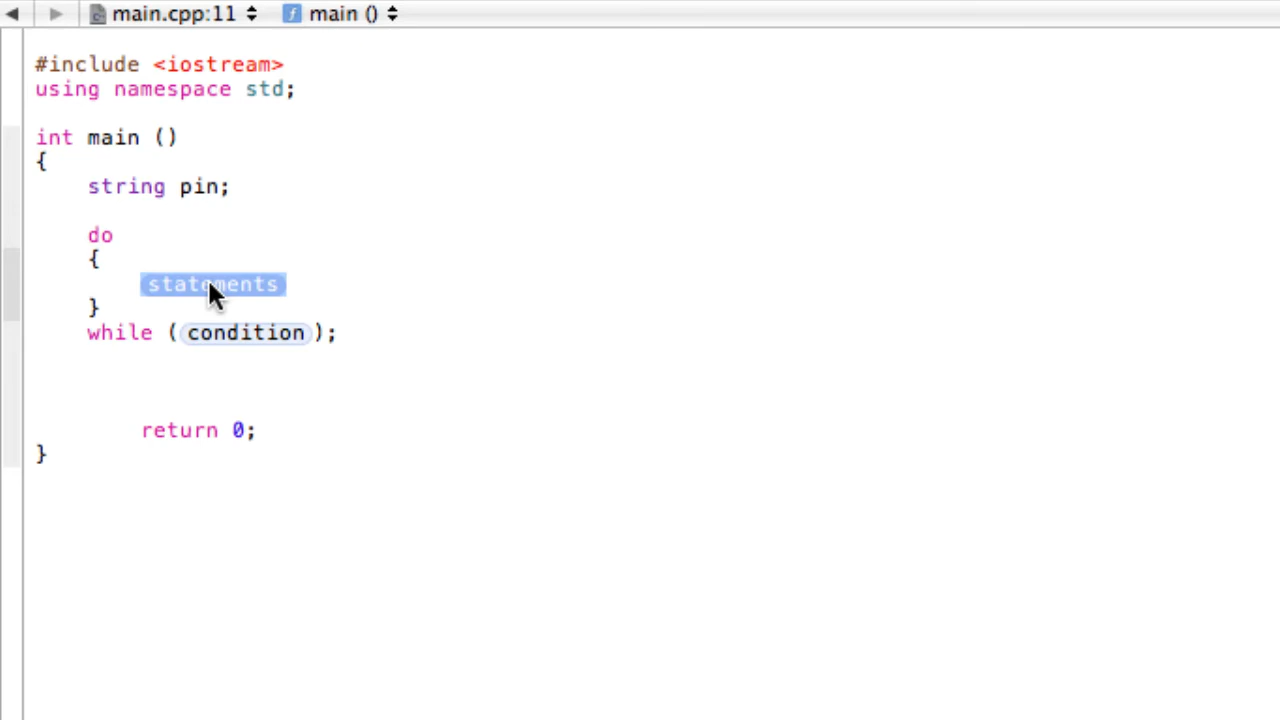 main.cpp:11 main ()
#include <iostream>
using namespace std;
int main ()
{
string pin;
do
{
statements
}
while (condition);
return 0;
}